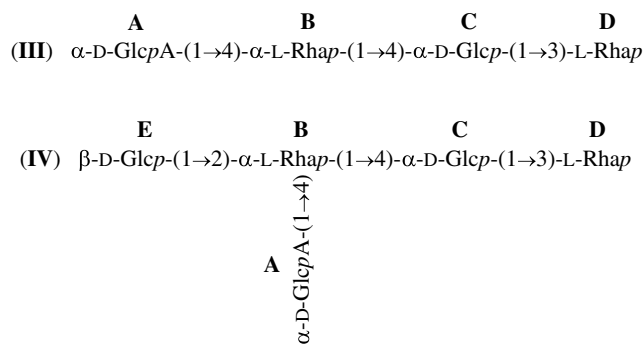 A B C D
(III) α-D-Glcp​A-(1→4)-α-L-Rhap-(1→4)-α-D-Glcp-(1→3)-L-Rhap
E B C D
(IV) β-D-Glcp-(1→2)-α-L-Rhap-(1→4)-α-D-Glcp-(1→3)-L-Rhap
A
α-D-GlcpA-(1→4)